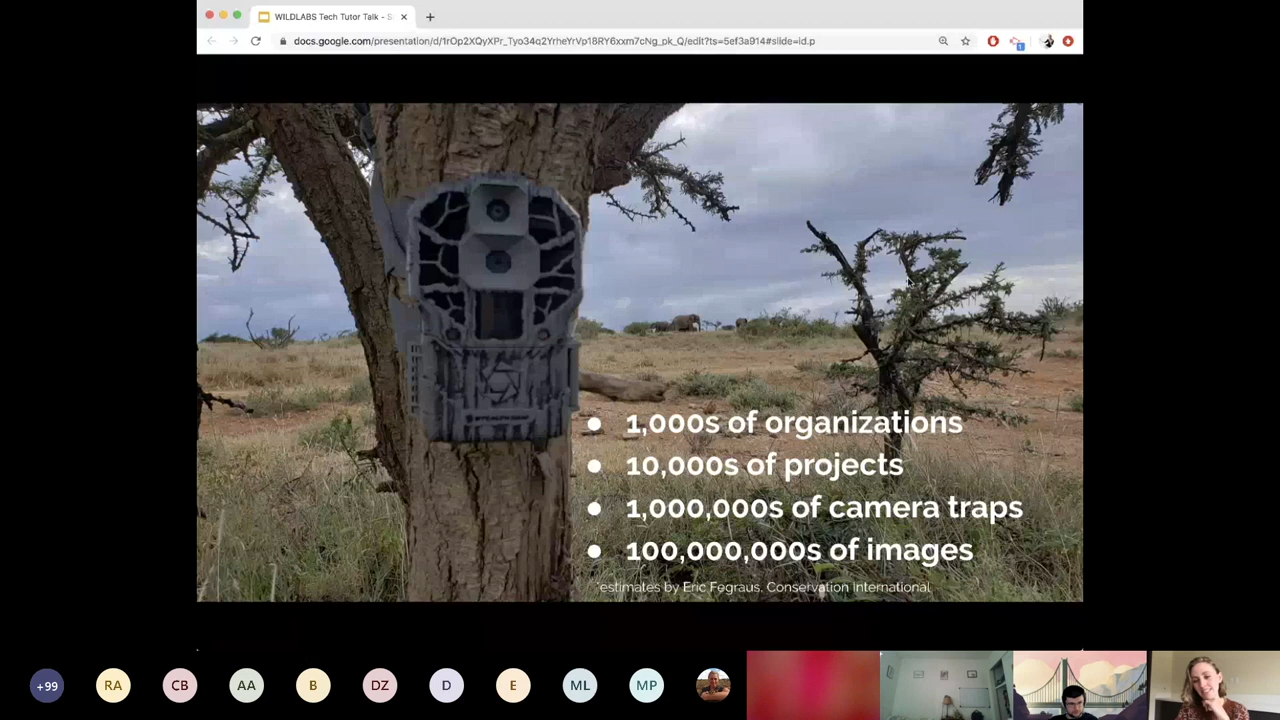 WILDLABS Tech Tutor Talk - S
docs.google.com/presentation/d/1rOp2XQyXPr_Tyo34q2YrheYrVp18RY6xxm7cNg_pk_Q/edit?ts=5ef3a914#slide=id.p
● 1,000s of organizations
● 10,000s of projects
● 1,000,000s of camera traps
● 100,000,000s of images
*estimates by Eric Fegraus, Conservation International
+99 RA CB AA B DZ D E ML MP